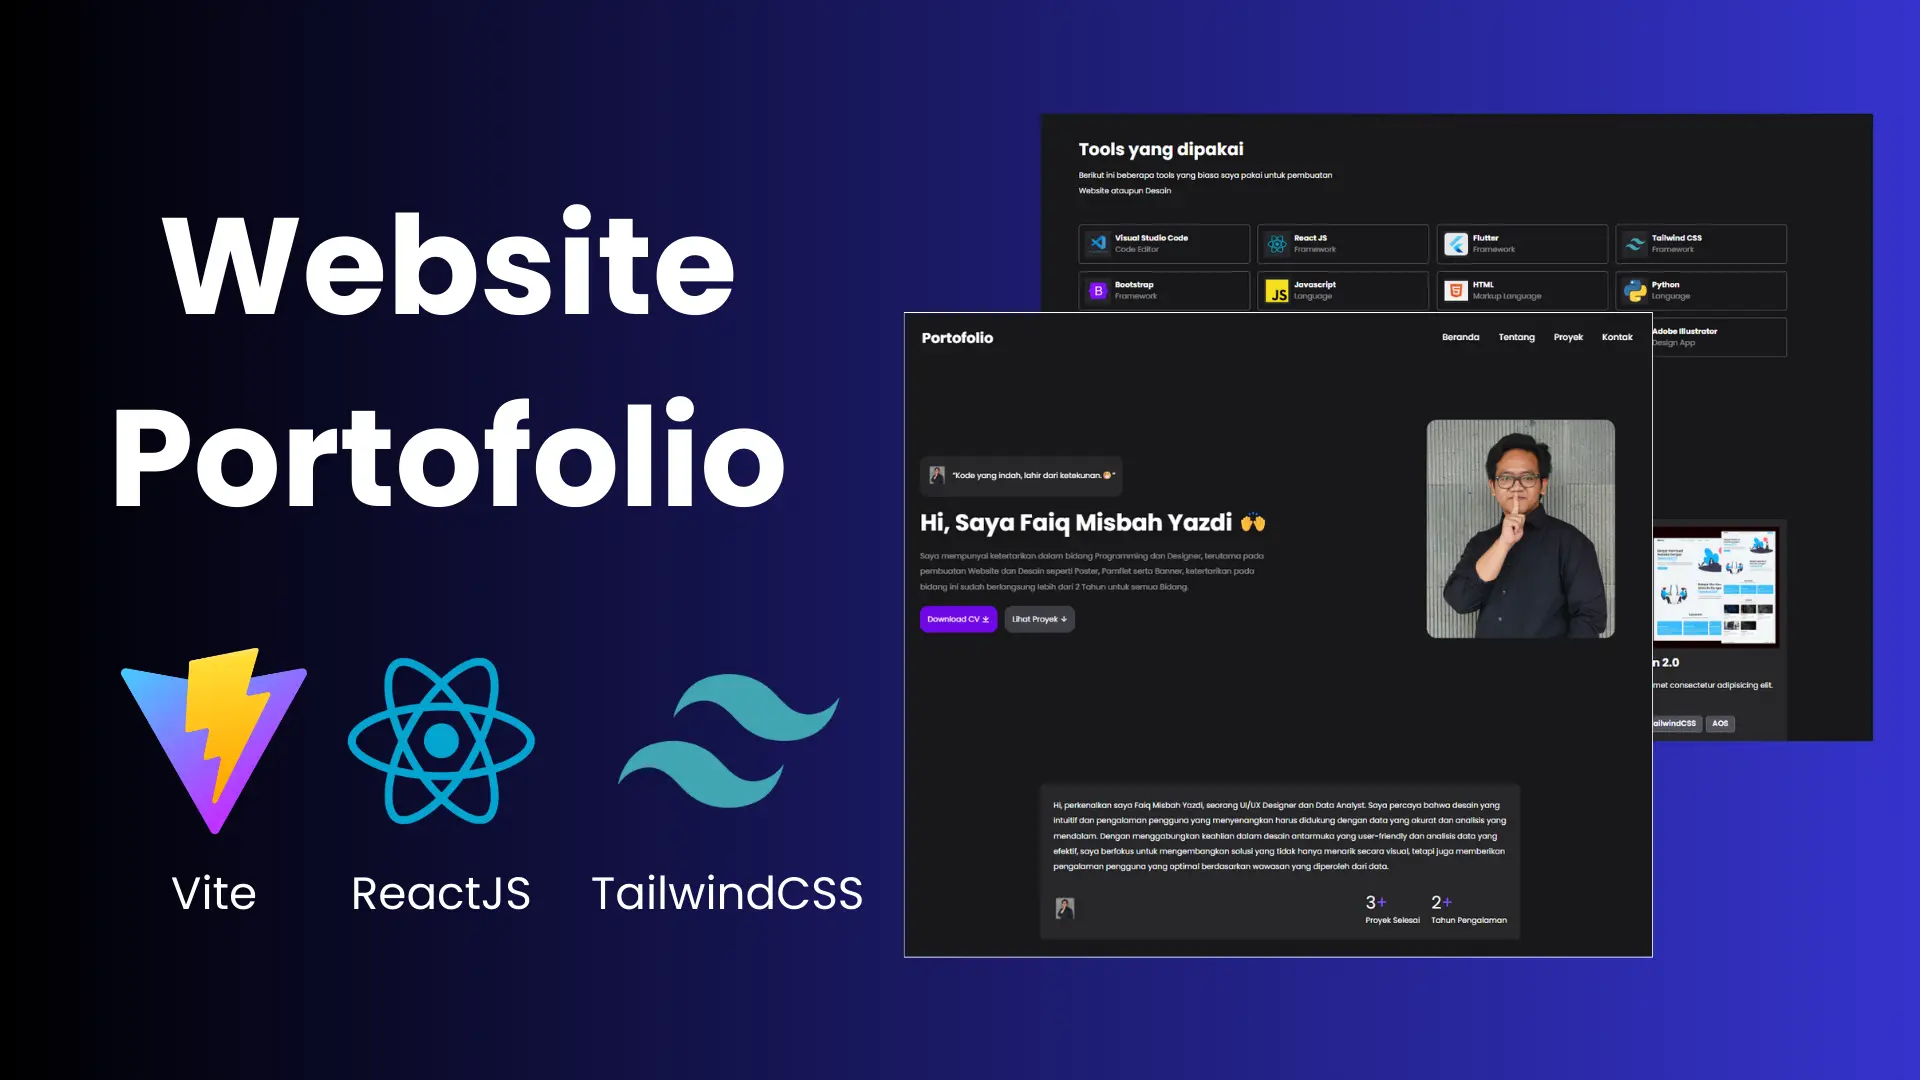 Website
Portofolio
Vite
ReactJS
TailwindCSS
Tools yang dipakai
Berikut ini beberapa tools yang biasa saya pakai untuk pembuatan
Website ataupun Desain
Visual Studio Code
Code Editor
React JS
Framework
Flutter
Framework
Tailwind CSS
Framework
Bootstrap
Framework
Javascript
Language
HTML
Markup Language
Python
Language
Adobe Illustrator
Design App
Portofolio
Beranda Tentang Proyek Kontak
"Kode yang indah, lahir dari ketekunan. 😁"
Hi, Saya Faiq Misbah Yazdi 🙌
Saya mempunyai ketertarikan dalam bidang Programming dan Designer, terutama pada
pembuatan Website dan Desain seperti Poster, Pamflet serta Banner, ketertarikan pada
bidang ini sudah berlangsung lebih dari 2 Tahun untuk semua Bidang.
Download CV
Lihat Proyek
Hi, perkenalkan saya Faiq Misbah Yazdi, seorang UI/UX Designer dan Data Analyst. Saya percaya bahwa desain yang
intuitif dan pengalaman pengguna yang menyenangkan harus didukung dengan data yang akurat dan analisis yang
mendalam. Dengan menggabungkan keahlian dalam desain antarmuka yang user-friendly dan analisis data yang
efektif, saya berfokus untuk mengembangkan solusi yang tidak hanya menarik secara visual, tetapi juga memberikan
pengalaman pengguna yang optimal berdasarkan wawasan yang diperoleh dari data.
3+
Proyek Selesai
2+
Tahun Pengalaman
JS
B
n 2.0
met consectetur adipisicing elit.
ailwindCSS
AOS